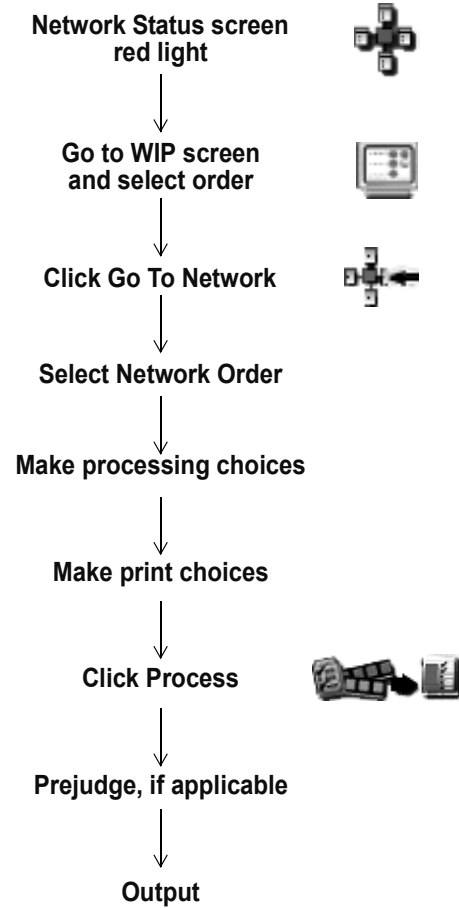 Network Status screen
red light
Go to WIP screen
and select order
Click Go To Network
Select Network Order
Make processing choices
Make print choices
Click Process
Prejudge, if applicable
Output